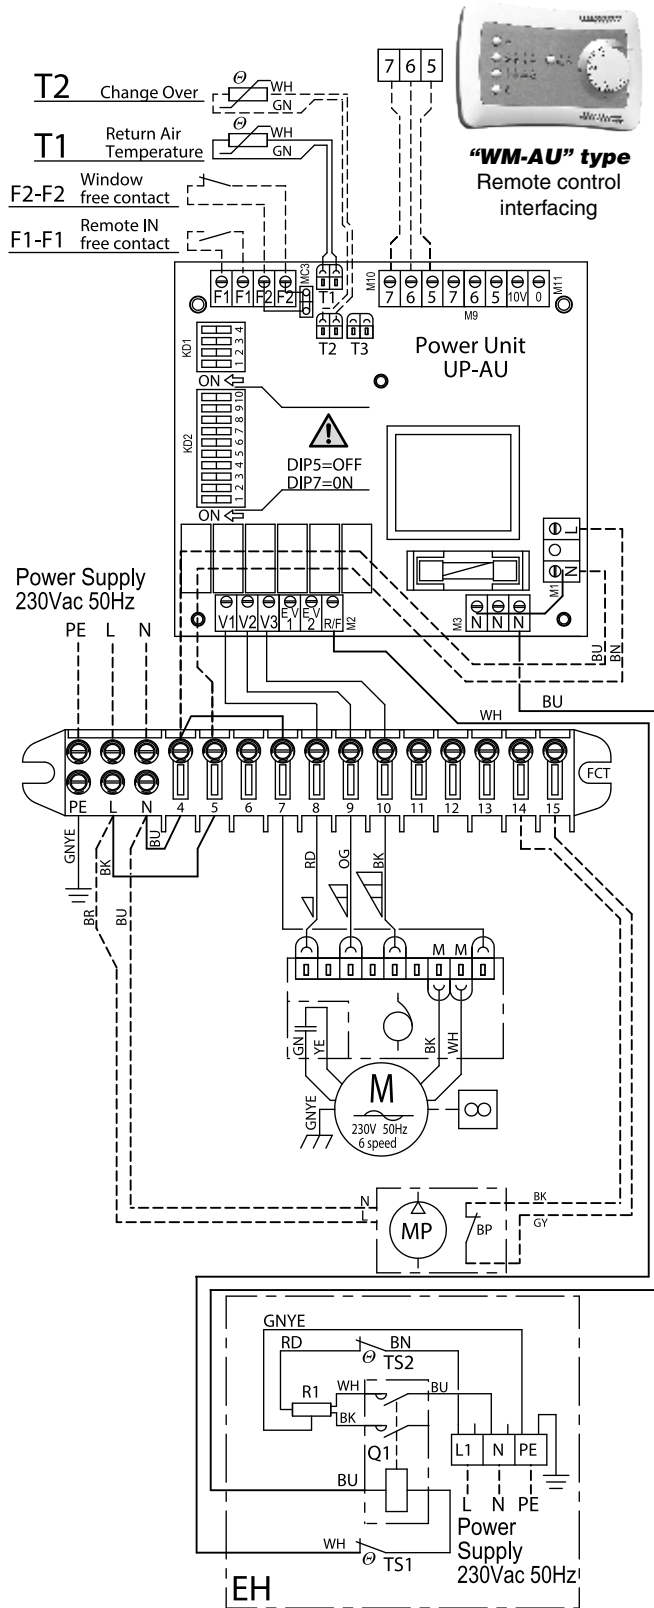 T2 Change Over
WH
GN
T1 Return Air
Temperature
WH
GN
F2-F2 Window
free contact
F1-F1 Remote IN
free contact
7 6 5
“WM-AU” type
Remote control
interfacing
F1 F1 F2 F2
MC3
T1
T2 T3
M10
7 6 5 7 6 5 10V 0
M11
M9
Power Unit
UP-AU
KD1
1 2 3 4
ON
KD2
1 2 3 4 5 6 7 8 9 10
ON
DIP5=OFF
DIP7=0N
L
N
M1
V1 V2 V3 EV1 EV2 R/F
M2
M3
N N N
BU
BN
BU
WH
Power Supply
230Vac 50Hz
PE L N
PE L N 4 5 6 7 8 9 10 11 12 13 14 15
FCT
GNYE
BR
BK
BU
BU
RD
OG
BK
M M
GN
YE
BK
WH
GNYE
M
230V 50Hz
6 speed
8
N
L
MP
BP
BK
GY
GNYE
RD
BN
TS2
R1
WH
BU
BK
Q1
BU
WH
TS1
L1 N PE
L N PE
Power
Supply
230Vac 50Hz
EH